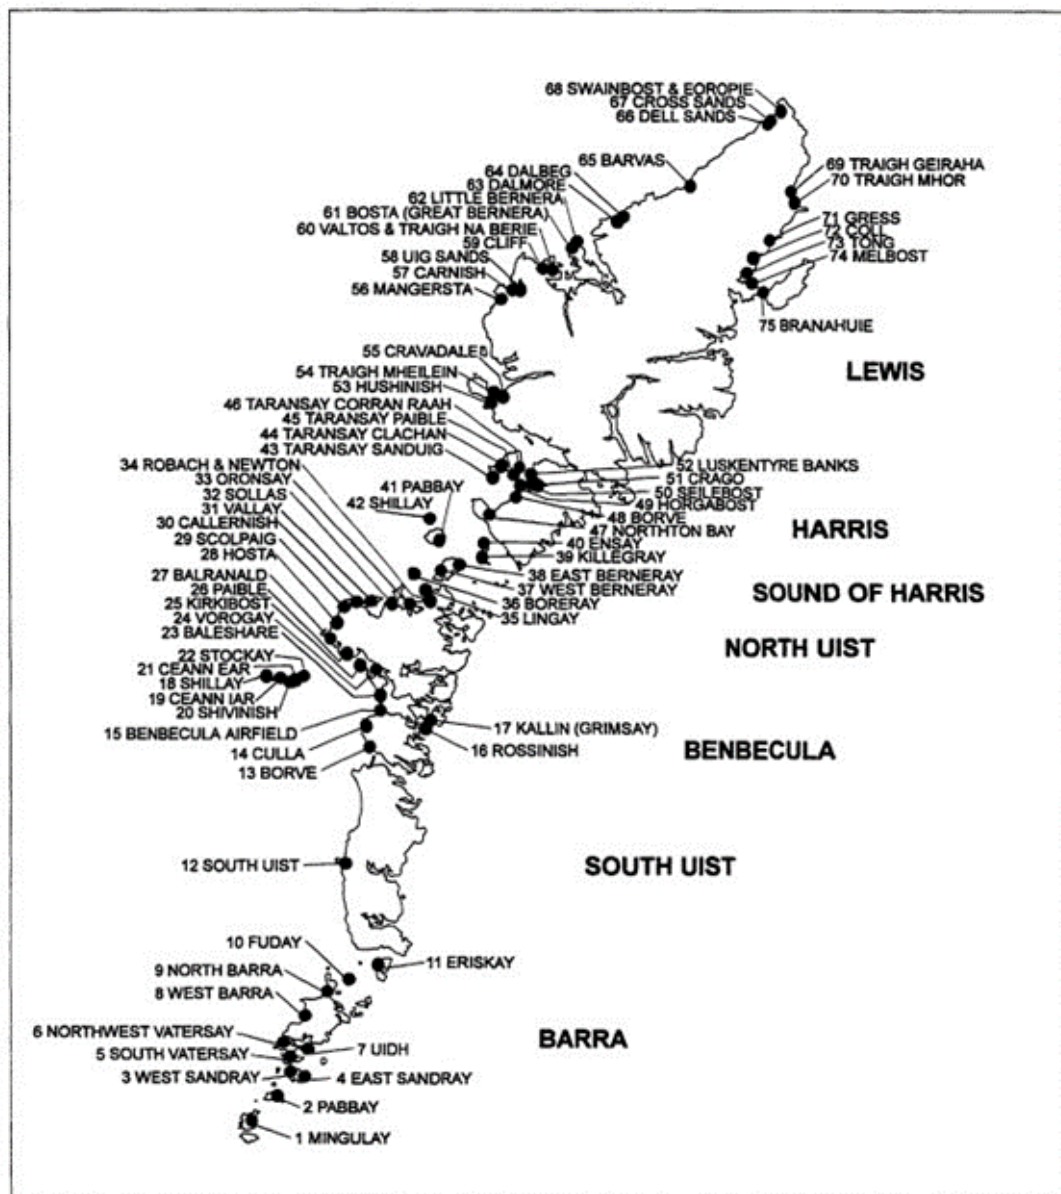 68 SWAINBOST & EOROPIE
67 CROSS SANDS
66 DELL SANDS
65 BARVAS
64 DALBEG
63 DALMORE
62 LITTLE BERNERA
61 BOSTA (GREAT BERNERA)
60 VALTOS & TRAIGH NA BERIE
59 CLIFF
58 UIG SANDS
57 CARNISH
56 MANGERSTA
69 TRAIGH GEIRAHA
70 TRAIGH MHOR
71 GRESS
72 COLL
73 TONG
74 MELBOST
75 BRANAHUIE
LEWIS
55 CRAVADALE
54 TRAIGH MHEILEIN
53 HUSHINISH
46 TARANSAY CORRAN RAAH
45 TARANSAY PAIBLE
44 TARANSAY CLACHAN
43 TARANSAY SANDUIG
52 LUSKENTYRE BANKS
51 CRAGO
50 SEILEBOST
49 HORGABOST
48 BORVE
47 NORTHTON BAY
HARRIS
42 SHILLAY
41 PABBAY
40 ENSAY
39 KILLEGRAY
38 EAST BERNERAY
37 WEST BERNERAY
36 BORERAY
35 LINGAY
SOUND OF HARRIS
34 ROBACH & NEWTON
33 ORONSAY
32 SOLLAS
31 VALLAY
30 CALLERNISH
29 SCOLPAIG
28 HOSTA
27 BALRANALD
26 PAIBLE
25 KIRKIBOST
24 VOROGAY
23 BALESHARE
NORTH UIST
22 STOCKAY
21 CEANN EAR
18 SHILLAY
19 CEANN IAR
20 SHIVINISH
15 BENBECULA AIRFIELD
14 CULLA
13 BORVE
17 KALLIN (GRIMSAY)
16 ROSSINISH
BENBECULA
12 SOUTH UIST
SOUTH UIST
10 FUDAY
11 ERISKAY
9 NORTH BARRA
8 WEST BARRA
6 NORTHWEST VATERSAY
7 UIDH
5 SOUTH VATERSAY
3 WEST SANDRAY
4 EAST SANDRAY
2 PABBAY
1 MINGULAY
BARRA